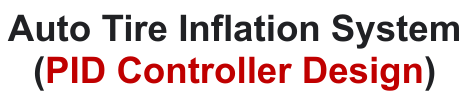 Auto Tire Inflation System
(PID Controller Design)